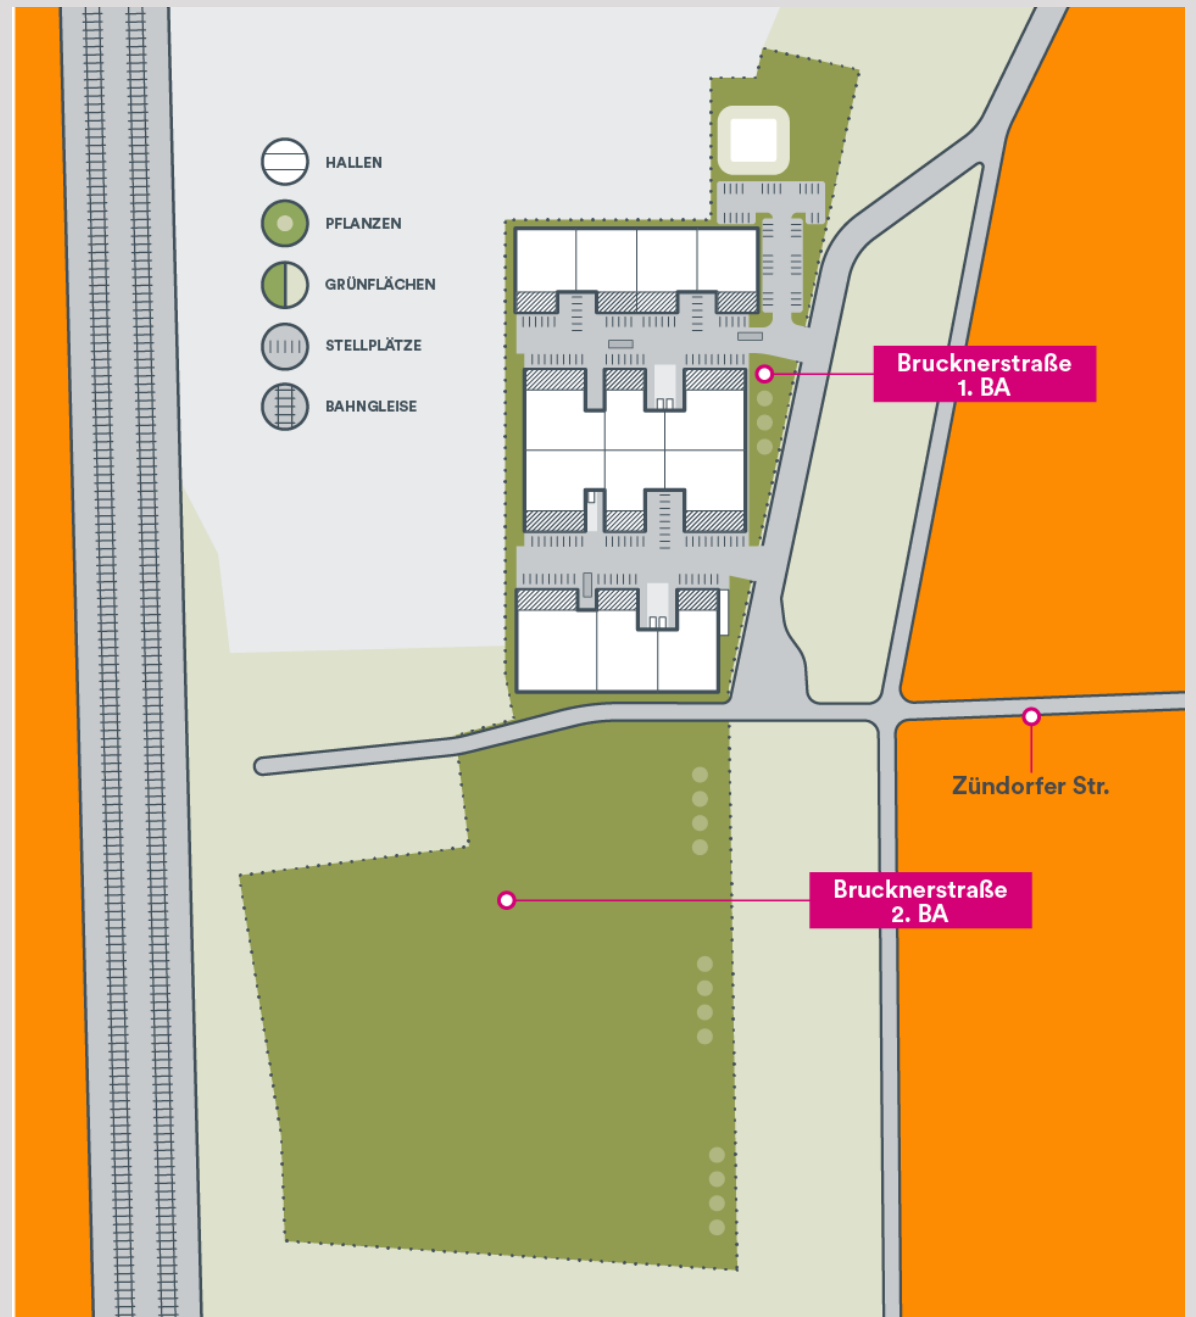 HALLEN
PFLANZEN
GRÜNFLÄCHEN
STELLPLÄTZE
BAHNGLEISE
Brucknerstraße
1. BA
Zündorfer Str.
Brucknerstraße
2. BA